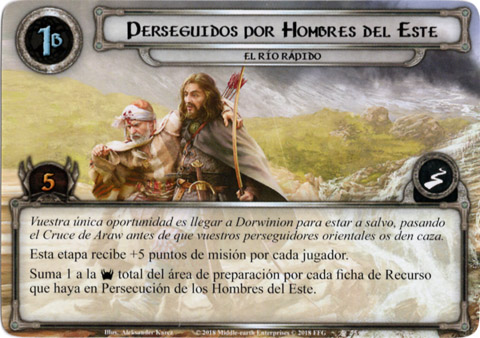 1B
Perseguidos por Hombres del Este
El Río Rápido
5
Vuestra única oportunidad es llegar a Dorwinion para estar a salvo, pasando
el Cruce de Araw antes de que vuestros perseguidores orientales os den caza.
Esta etapa recibe +5 puntos de misión por cada jugador.
Suma 1 a la total del área de preparación por cada ficha de Recurso
que haya en Persecución de los Hombres del Este.
Illus. Aleksander Karcz
© 2018 Middle-earth Enterprises © 2018 FFG